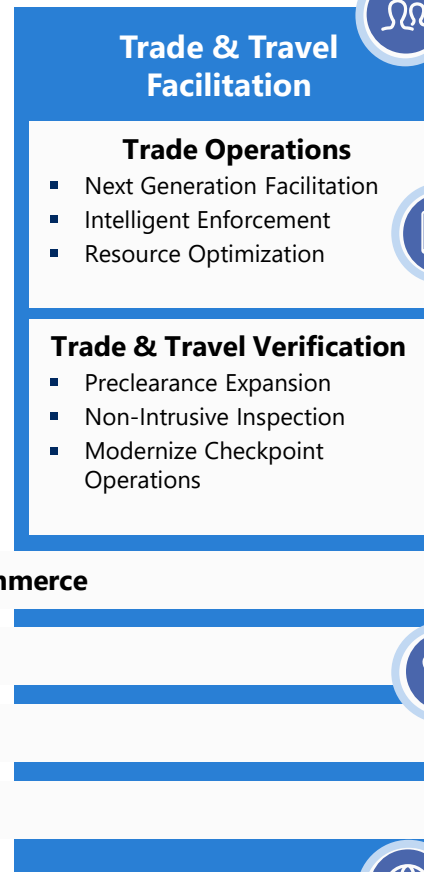 Trade & Travel
Facilitation
Trade Operations
▪ Next Generation Facilitation
▪ Intelligent Enforcement
▪ Resource Optimization
Trade & Travel Verification
▪ Preclearance Expansion
▪ Non-Intrusive Inspection
▪ Modernize Checkpoint
Operations
mmerce